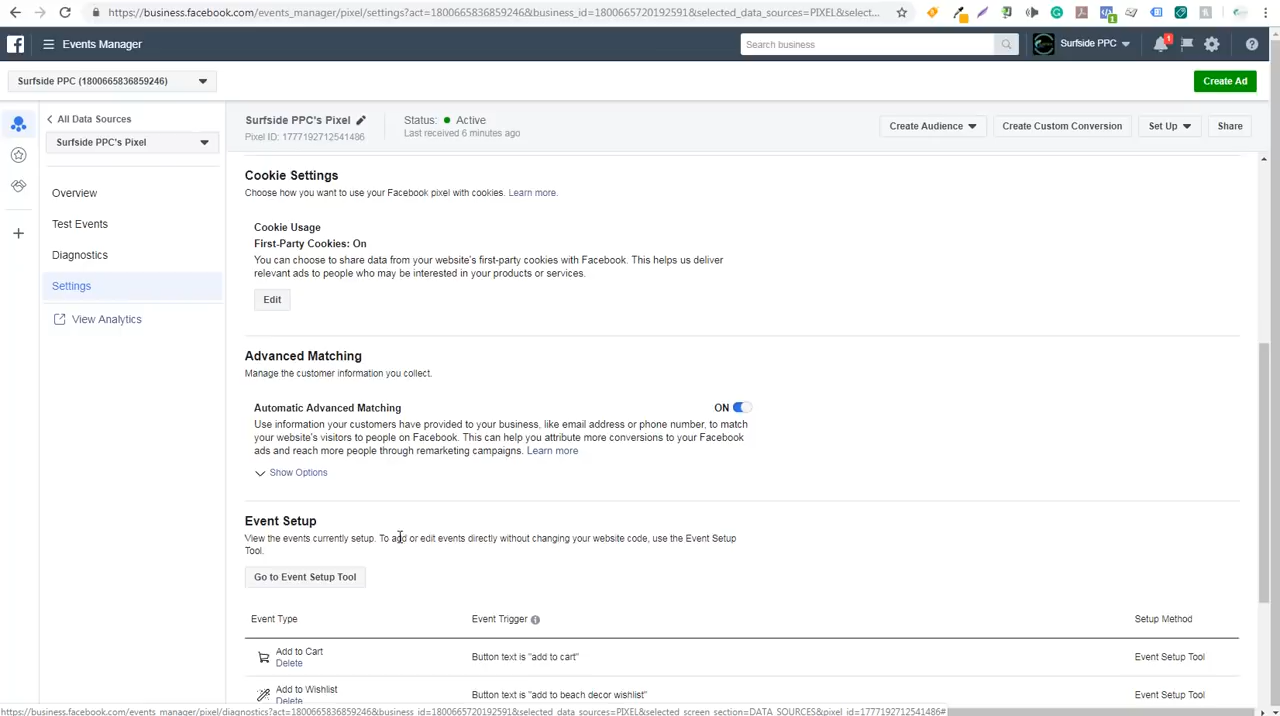 https://business.facebook.com/events_manager/pixel/settings?act=1800665836859246&business_id=1800665720192591&selected_data_sources=PIXEL&select...
Events Manager
Search business
Surfside PPC
1
1
Surfside PPC (1800665836859246)
Create Ad
All Data Sources
Surfside PPC's Pixel
Overview
Test Events
Diagnostics
Settings
View Analytics
Surfside PPC's Pixel
Pixel ID: 1777192712541486
Status: Active
Last received 6 minutes ago
Create Audience
Create Custom Conversion
Set Up
Share
Cookie Settings
Choose how you want to use your Facebook pixel with cookies. Learn more.
Cookie Usage
First-Party Cookies: On
You can choose to share data from your website's first-party cookies with Facebook. This helps us deliver
relevant ads to people who may be interested in your products or services.
Edit
Advanced Matching
Manage the customer information you collect.
Automatic Advanced Matching
ON
Use information your customers have provided to your business, like email address or phone number, to match
your website's visitors to people on Facebook. This can help you attribute more conversions to your Facebook
ads and reach more people through remarketing campaigns. Learn more
Show Options
Event Setup
View the events currently setup. To add or edit events directly without changing your website code, use the Event Setup
Tool.
Go to Event Setup Tool
Event Type Event Trigger Setup Method
Add to Cart
Delete
Button text is "add to cart"
Event Setup Tool
Add to Wishlist
Delete
Button text is "add to beach decor wishlist"
Event Setup Tool
https://business.facebook.com/events_manager/pixel/diagnostics?act=1800665836859246&business_id=1800665720192591&selected_data_sources=PIXEL&selected_screen_section=DATA_SOURCES&pixel_id=1777192712541486#